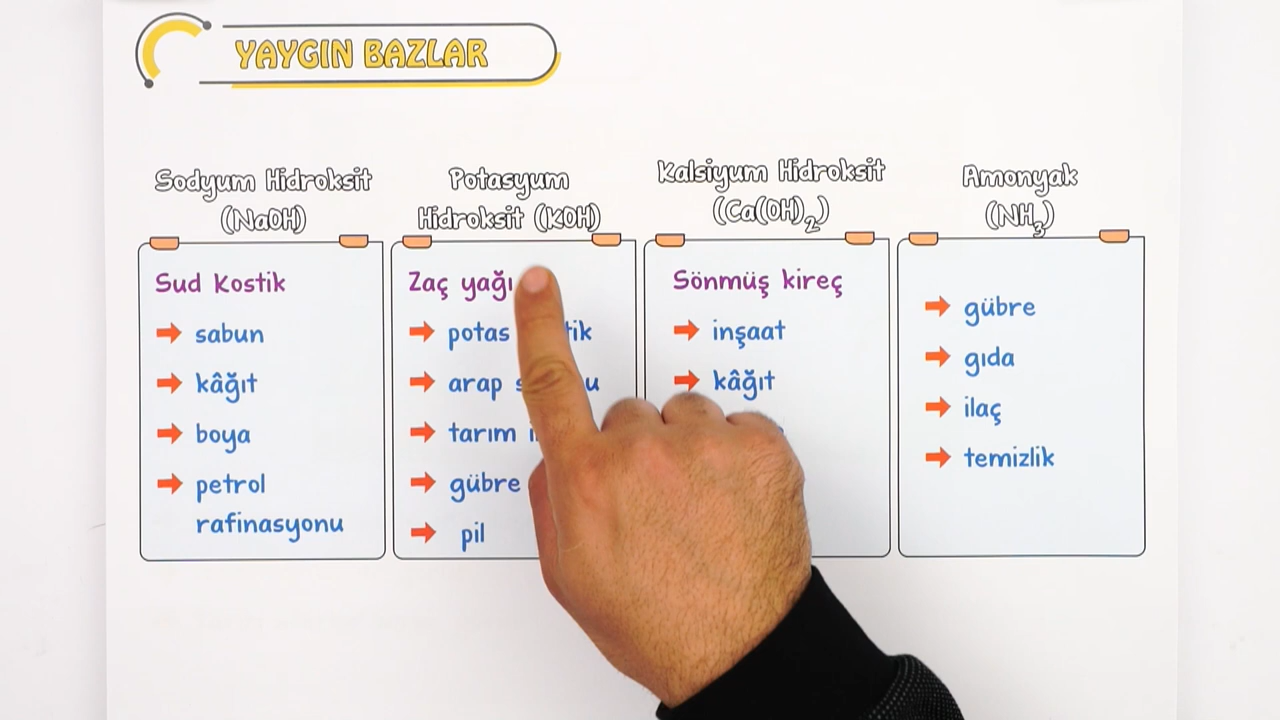 YAYGIN BAZLAR
Sodyum Hidroksit
(NaOH)
Sud Kostik
sabun
kâğıt
boya
petrol
rafinasyonu
Potasyum
Hidroksit (KOH)
Zaç yağı
potas
arap
tarım
gübre
pil
Kalsiyum Hidroksit
(Ca(OH)₂)
Sönmüş kireç
inşaat
kâğıt
Amonyak
(NH₃)
gübre
gıda
ilaç
temizlik